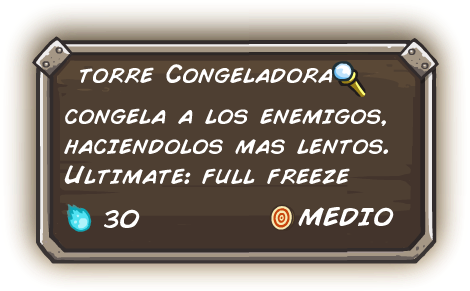 TORRE CONGELADORA
CONGELA A LOS ENEMIGOS,
HACIENDOLOS MAS LENTOS.
ULTIMATE: FULL FREEZE
30 MEDIO